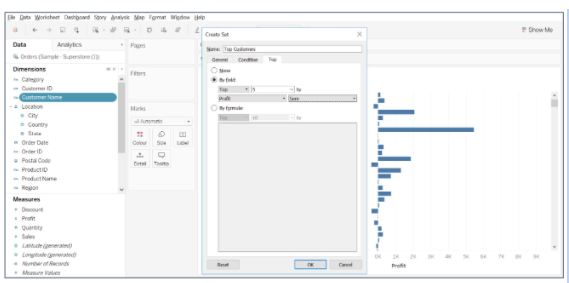 File Data Worksheet Dashboard Story Analysis Map Format Window Help
Show Me
Data Analytics
Orders (Sample - Superstore (1))
Dimensions
Category
Customer ID
Customer Name
Location
City
Country
State
Order Date
Order ID
Postal Code
Product ID
Product Name
Region
Measures
Discount
Profit
Quantity
Sales
Latitude (generated)
Longitude (generated)
Number of Records
Measure Values
Pages
Filters
Marks
Automatic
Colour Size Label
Detail Tooltip
Create Set
Name: Top Customers
General Condition Top
None
By field:
Top 5 by
Profit Sum
By formula:
Top 10 by
Reset OK Cancel
0K 1K 2K 3K 4K 5K 6K 7K 8K 9K
Profit